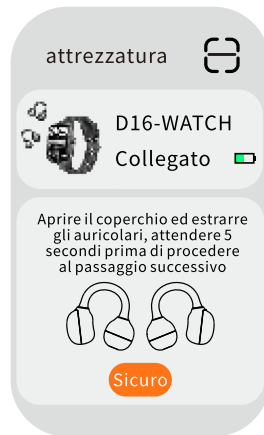 attrezzatura
D16-WATCH
Collegato
Aprire il coperchio ed estrarre
gli auricolari, attendere 5
secondi prima di procedere
al passaggio successivo
Sicuro